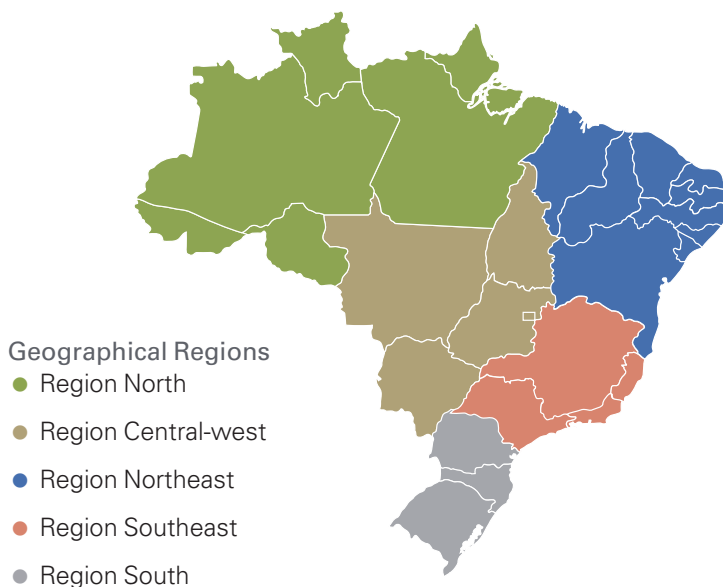 Geographical Regions
Region North
Region Central-west
Region Northeast
Region Southeast
Region South